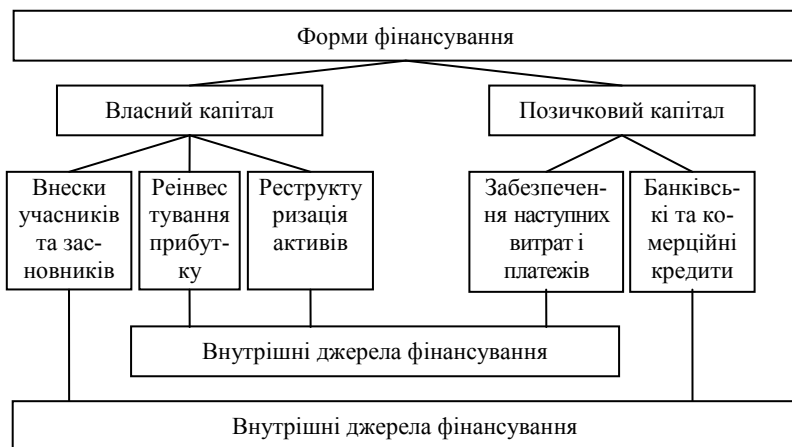 Форми фінансування
Власний капітал
Позичковий капітал
Внески
учасників
та зас-
новників
Реінвес
тування
прибут-
ку
Реструкту
ризація
активів
Забезпечен-
ня наступних
витрат і
платежів
Банківсь-
кі та ко-
мерційні
кредити
Внутрішні джерела фінансування
Внутрішні джерела фінансування